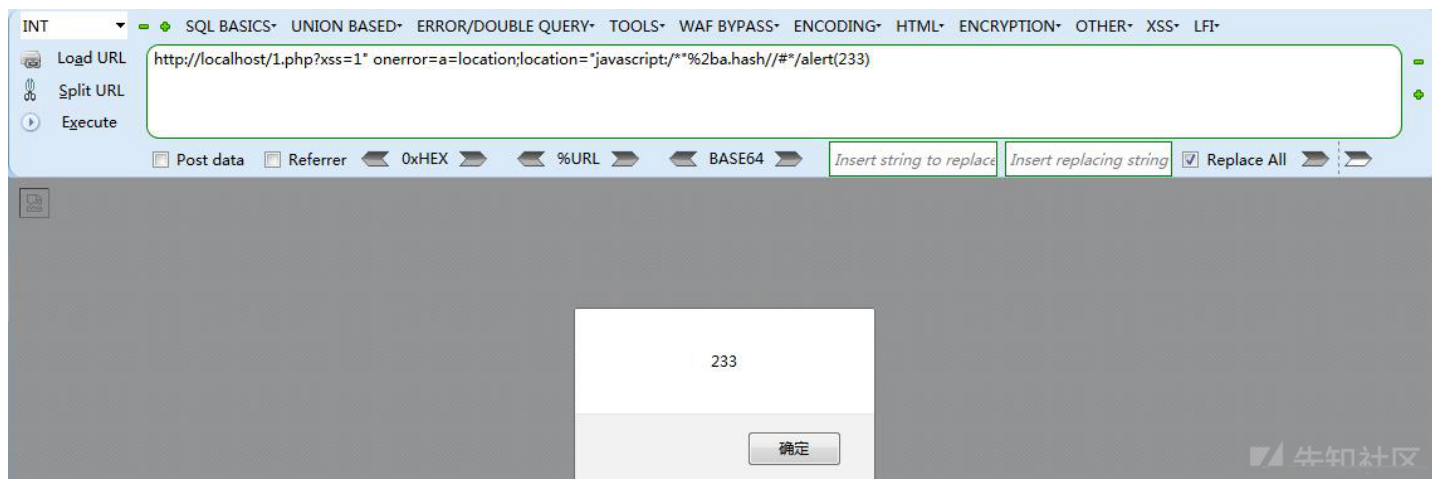 INT SQL BASICS UNION BASED ERROR/DOUBLE QUERY TOOLS WAF BYPASS ENCODING HTML ENCRYPTION OTHER XSS LFI
Load URL http://localhost/1.php?xss=1" onerror=a=location;location="javascript:/*"%2ba.hash//#*/alert(233)
Split URL
Execute
Post data Referrer 0xHEX %URL BASE64 Insert string to replace Insert replacing string Replace All
233
确定
先知社区